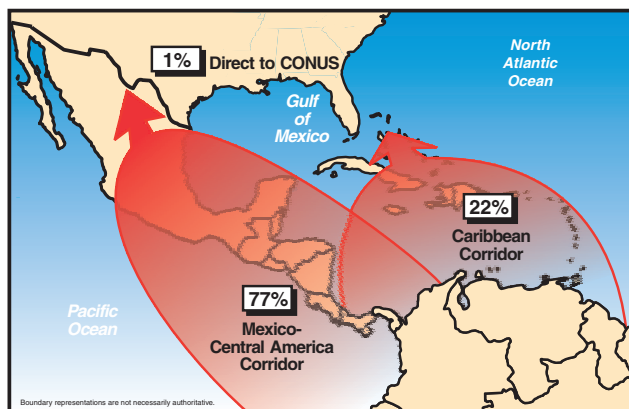 1% Direct to CONUS
North
Atlantic
Ocean
Gulf
of
Mexico
22%
Caribbean
Corridor
77%
Mexico-
Central America
Corridor
Pacific
Ocean
Boundary representations are not necessarily authoritative.